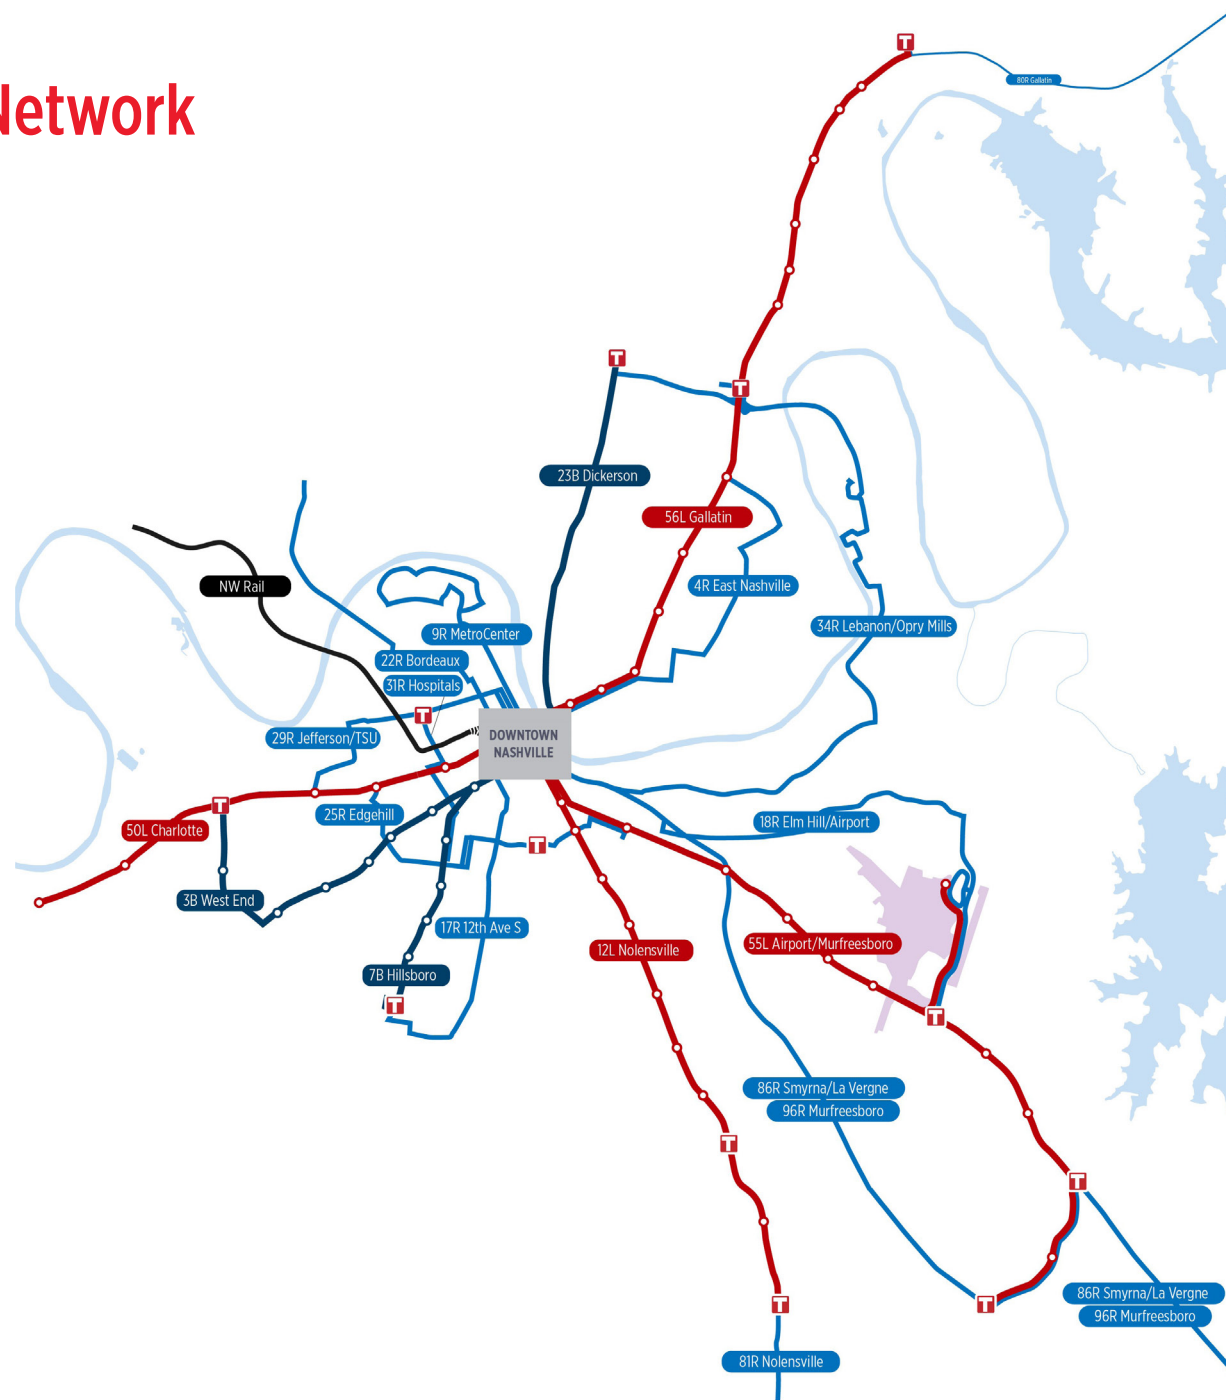 Network
80R Gallatin
23B Dickerson
56L Gallatin
NW Rail
4R East Nashville
9R MetroCenter
34R Lebanon/Opry Mills
22R Bordeaux
31R Hospitals
29R Jefferson/TSU
DOWNTOWN
NASHVILLE
25R Edgehill
18R Elm Hill/Airport
50L Charlotte
3B West End
17R 12th Ave S
12L Nolensville
55L Airport/Murfreesboro
7B Hillsboro
86R Smyrna/La Vergne
96R Murfreesboro
86R Smyrna/La Vergne
96R Murfreesboro
81R Nolensville
T
T
T
T
T
T
T
T
T
T
T
T